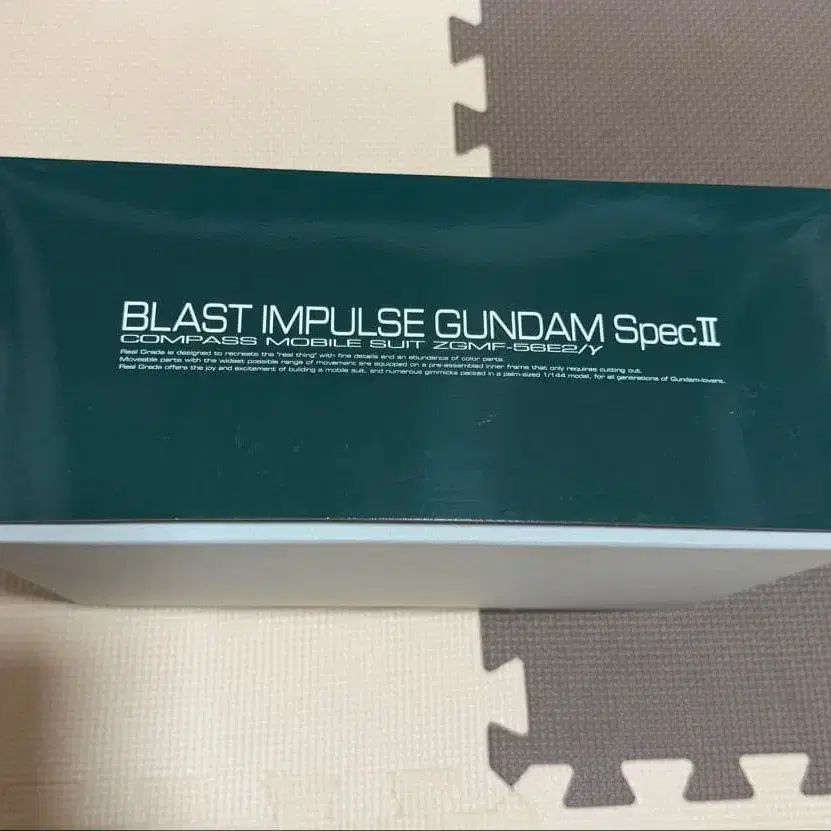 BLAST IMPULSE GUNDAM SpecⅡ
COMPASS MOBILE SUIT ZGMF-56E2/γ
Real Grade is designed to recreate the "real thing" with fine details and an abundance of color parts.
Moveable parts with the widest possible range of movement are equipped on a pre-assembled inner frame that only requires cutting out.
Real Grade offers the joy and excitement of building a mobile suit, and numerous gimmicks packed in a palm-sized 1/144 model, for all generations of Gundam-lovers.